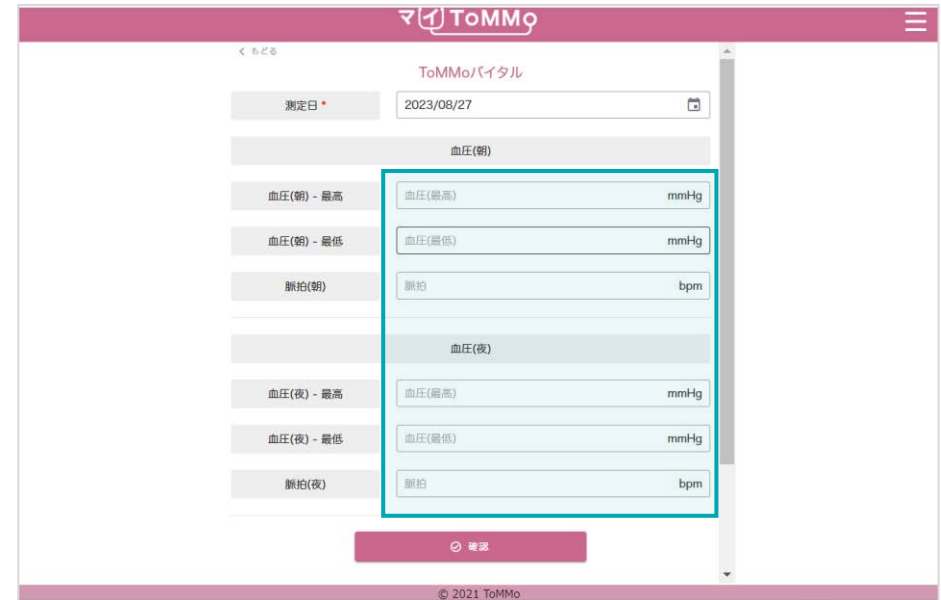 マイToMMo
< もどる
ToMMoバイタル
測定日 * 2023/08/27
血圧(朝)
血圧(朝) - 最高 血圧(最高) mmHg
血圧(朝) - 最低 血圧(最低) mmHg
脈拍(朝) 脈拍 bpm
血圧(夜)
血圧(夜) - 最高 血圧(最高) mmHg
血圧(夜) - 最低 血圧(最低) mmHg
脈拍(夜) 脈拍 bpm
確認
© 2021 ToMMo